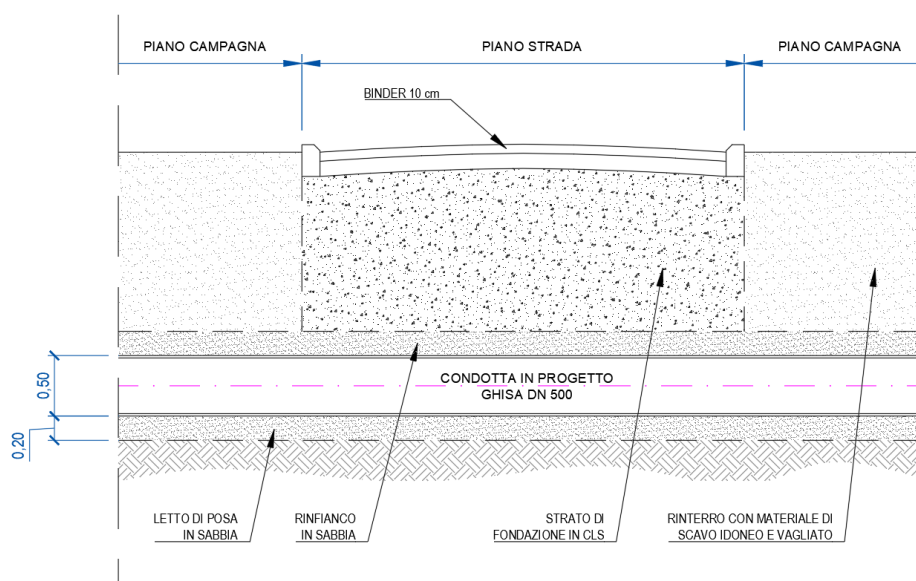 PIANO CAMPAGNA
PIANO STRADA
PIANO CAMPAGNA
BINDER 10 cm
CONDOTTA IN PROGETTO
GHISA DN 500
0,50
0,20
LETTO DI POSA
IN SABBIA
RINFIANCO
IN SABBIA
STRATO DI
FONDAZIONE IN CLS
RINTERRO CON MATERIALE DI
SCAVO IDONEO E VAGLIATO